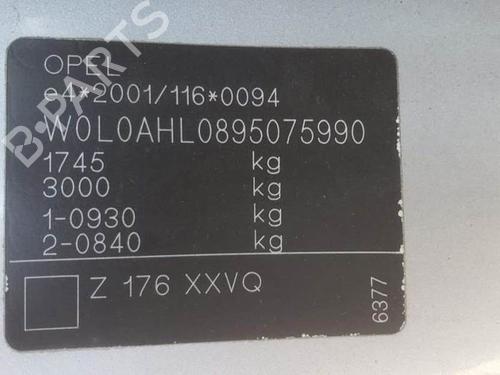 B-PARTS
OPEL
e4*2001/116*0094
W0L0AHL0895075990
1745 kg
3000 kg
1-0930 kg
2-0840 kg
Z 176 XXVQ
6377